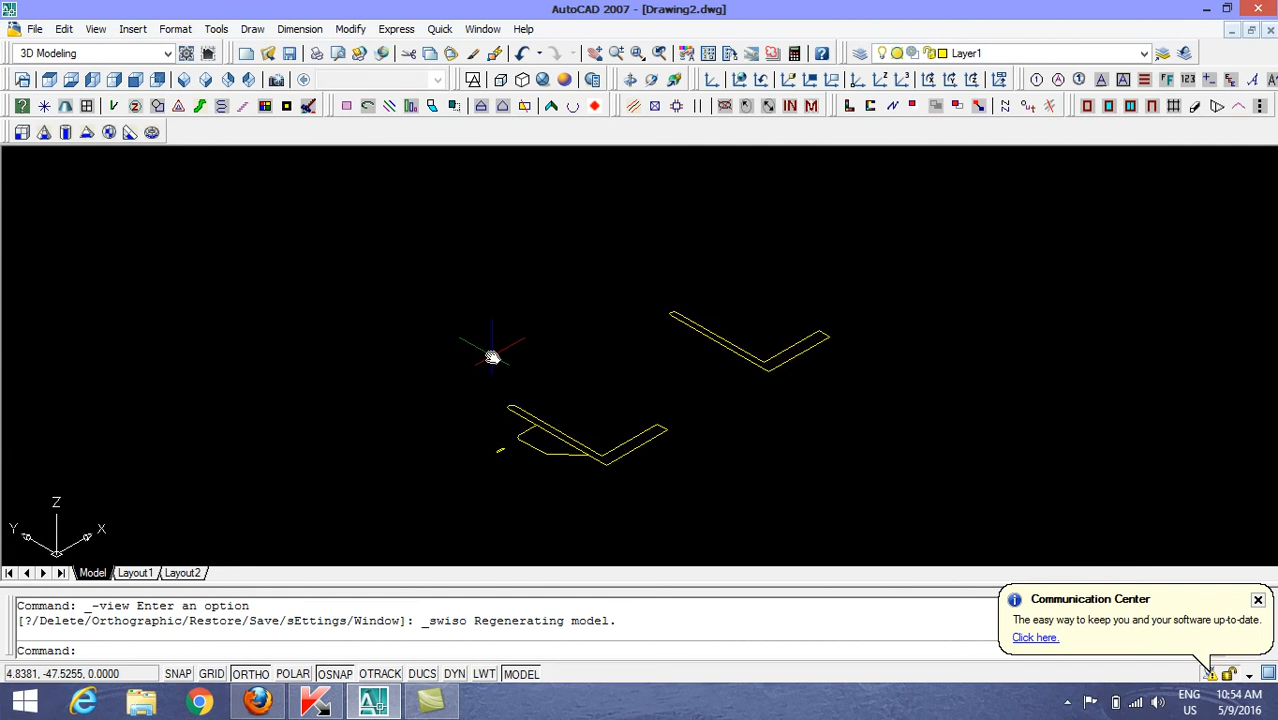 AutoCAD 2007 - [Drawing2.dwg]
File Edit View Insert Format Tools Draw Dimension Modify Express Quick Window Help
3D Modeling
Layer1
123
IN
M
Z
Y
X
Model Layout1 Layout2
Command: _-view Enter an option
[?/Delete/Orthographic/Restore/Save/sEttings/Window]: _swiso Regenerating model.
Command:
Communication Center
The easy way to keep you and your software up-to-date.
Click here.
4.8381, -47.5255, 0.0000
SNAP GRID ORTHO POLAR OSNAP OTRACK DUCS DYN LWT MODEL
ENG 10:54 AM
US 5/9/2016